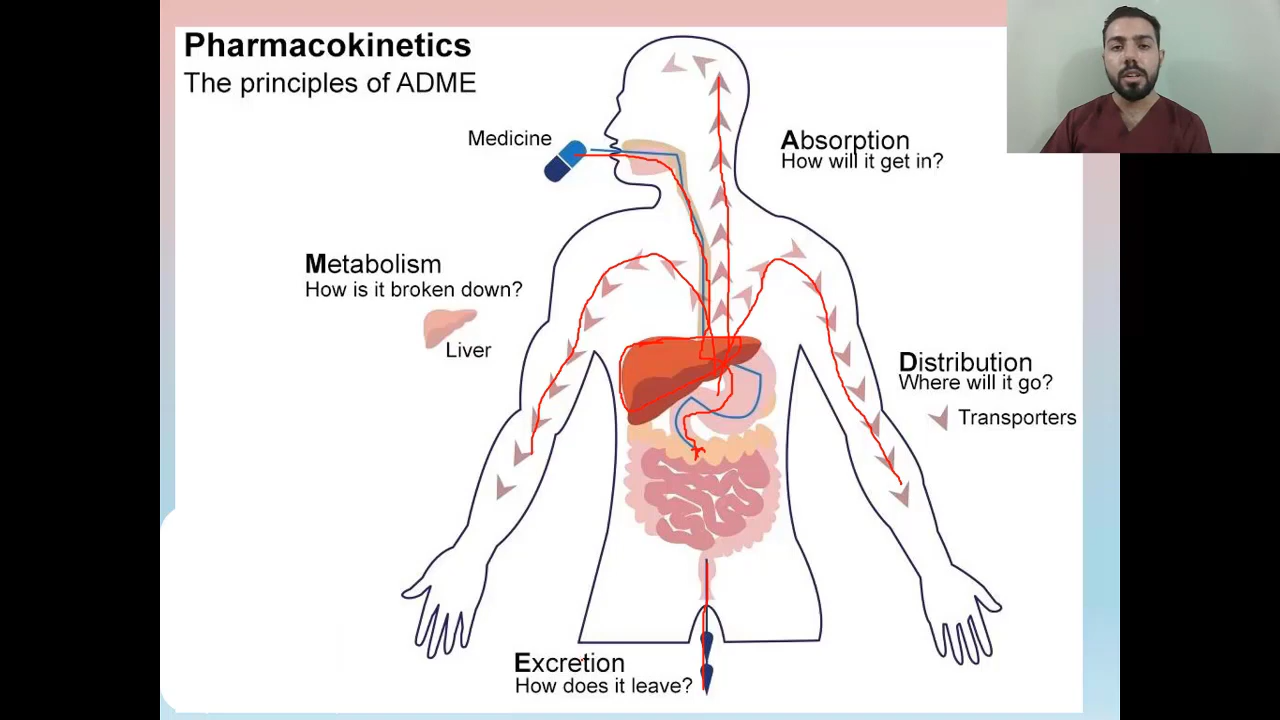 Pharmacokinetics
The principles of ADME
Medicine
Absorption
How will it get in?
Metabolism
How is it broken down?
Liver
Distribution
Where will it go?
Transporters
Excretion
How does it leave?